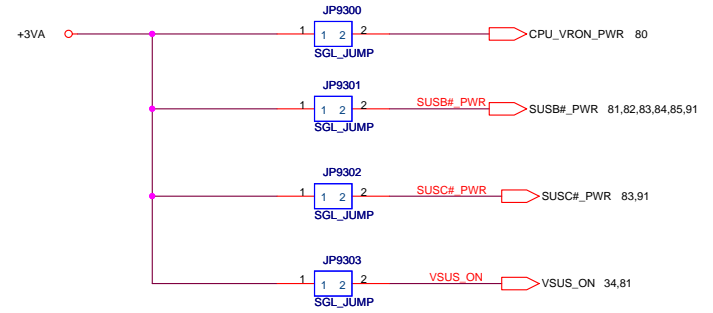 JP9300
+3VA
1 1 2 2
CPU_VRON_PWR 80
SGL_JUMP
JP9301
1 1 2 2
SUSB#_PWR
SUSB#_PWR 81,82,83,84,85,91
SGL_JUMP
JP9302
1 1 2 2
SUSC#_PWR
SUSC#_PWR 83,91
SGL_JUMP
JP9303
1 1 2 2
VSUS_ON
VSUS_ON 34,81
SGL_JUMP